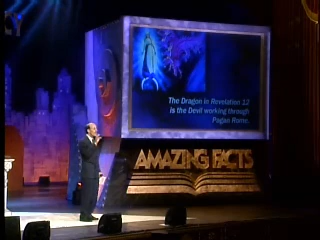 The Dragon in Revelation 12
is the Devil working through
Pagan Rome.
AMAZING FACTS